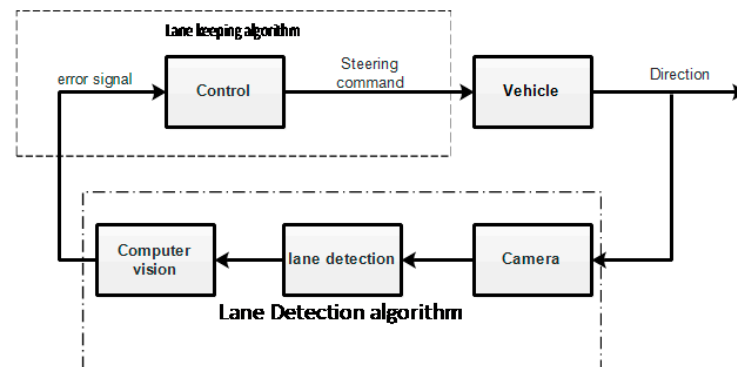 Lane keeping algorithm
error signal
Control
Steering
command
Vehicle
Direction
Computer
vision
lane detection
Camera
Lane Detection algorithm